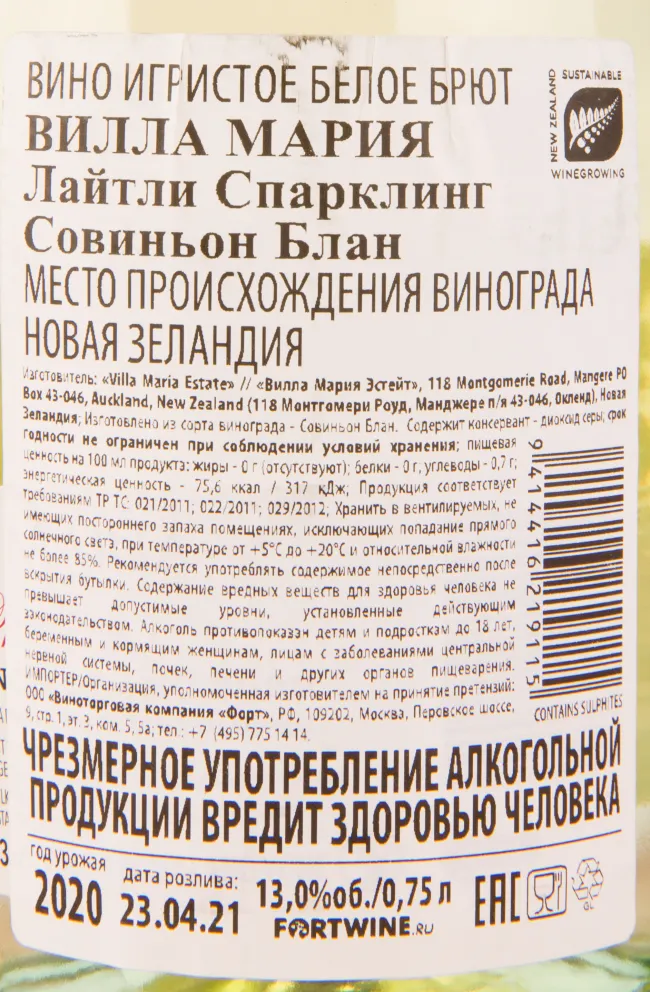 ВИНО ИГРИСТОЕ БЕЛОЕ БРЮТ
ВИЛЛА МАРИЯ
Лайтли Спарклинг
Совиньон Блан
МЕСТО ПРОИСХОЖДЕНИЯ ВИНОГРАДА
НОВАЯ ЗЕЛАНДИЯ
SUSTAINABLE
NEW ZEALAND
WINEGROWING
Изготовитель: «Villa Maria Estate» // «Вилла Мария Эстейт», 118 Montgomerie Road, Mangere PO
Box 43-046, Auckland, New Zealand (118 Монтгомери Роуд, Манджере п/я 43-046, Окленд), Новая
Зеландия; Изготовлено из сорта винограда - Совиньон Блан. Содержит консервант - диоксид серы; срок
годности не ограничен при соблюдении условий хранения; пищевая
ценность на 100 мл продукта: жиры - 0 г (отсутствуют); белки - 0 г, углеводы - 0,7 г;
энергетическая ценность - 75,6 ккал / 317 кДж; Продукция соответствует
требованиям ТР ТС: 021/2011; 022/2011; 029/2012; Хранить в вентилируемых, не
имеющих постороннего запаха помещениях, исключающих попадание прямого
солнечного света, при температуре от +5°C до +20°C и относительной влажности
не более 85%. Рекомендуется употреблять содержимое непосредственно после
вскрытия бутылки. Содержание вредных веществ для здоровья человека не
превышает допустимые уровни, установленные действующим
законодательством. Алкоголь противопоказан детям и подросткам до 18 лет,
беременным и кормящим женщинам, лицам с заболеваниями центральной
нервной системы, почек, печени и других органов пищеварения.
ИМПОРТЕР/Организация, уполномоченная изготовителем на принятие претензий:
ООО «Виноторговая компания «Форт», РФ, 109202, Москва, Перовское шоссе,
9, стр. 1, эт. 3, ком. 5, 5а; тел.: +7 (495) 775 14 14.
9 414416 219115
CONTAINS SULPHITES
ЧРЕЗМЕРНОЕ УПОТРЕБЛЕНИЕ АЛКОГОЛЬНОЙ
ПРОДУКЦИИ ВРЕДИТ ЗДОРОВЬЮ ЧЕЛОВЕКА
год урожая
2020
дата розлива:
23.04.21
13,0%об./0,75 л
FORTWINE.RU
EAC
GL